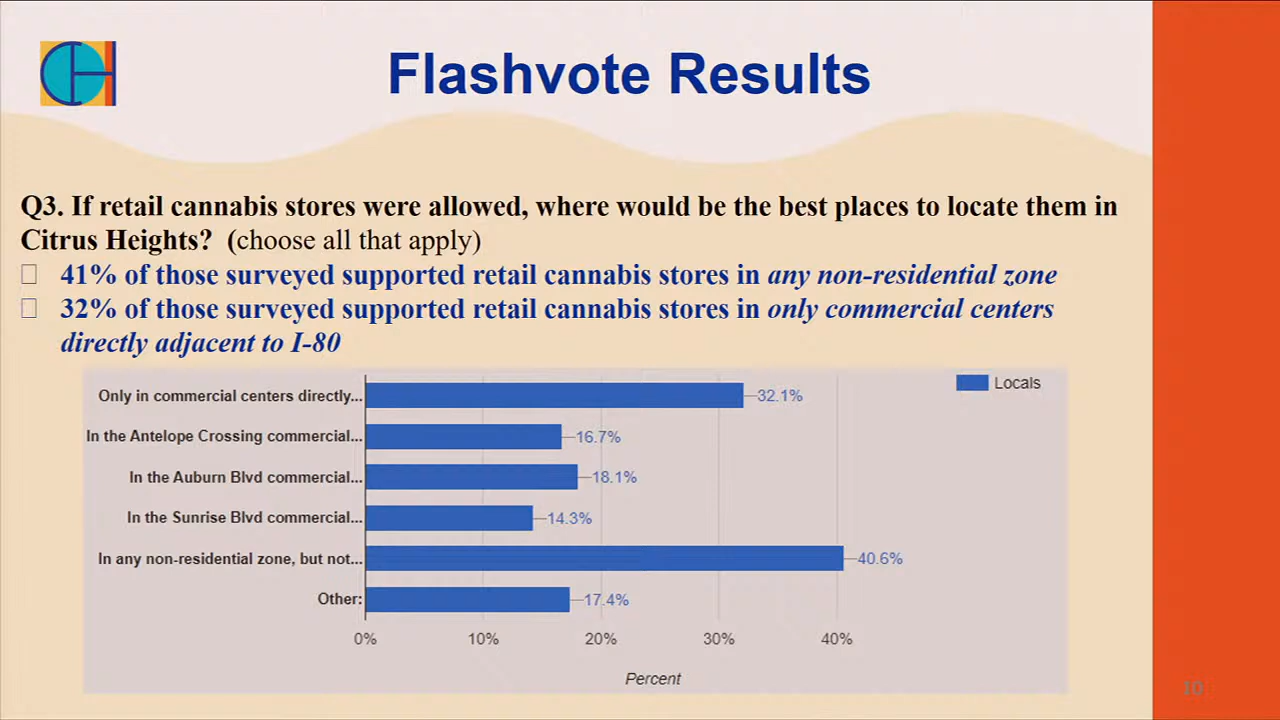 Flashvote Results
Q3. If retail cannabis stores were allowed, where would be the best places to locate them in
Citrus Heights? (choose all that apply)
41% of those surveyed supported retail cannabis stores in any non-residential zone
32% of those surveyed supported retail cannabis stores in only commercial centers
directly adjacent to I-80
Locals
Only in commercial centers directly... 32.1%
In the Antelope Crossing commercial... 16.7%
In the Auburn Blvd commercial... 18.1%
In the Sunrise Blvd commercial... 14.3%
In any non-residential zone, but not... 40.6%
Other: 17.4%
0% 10% 20% 30% 40%
Percent
10